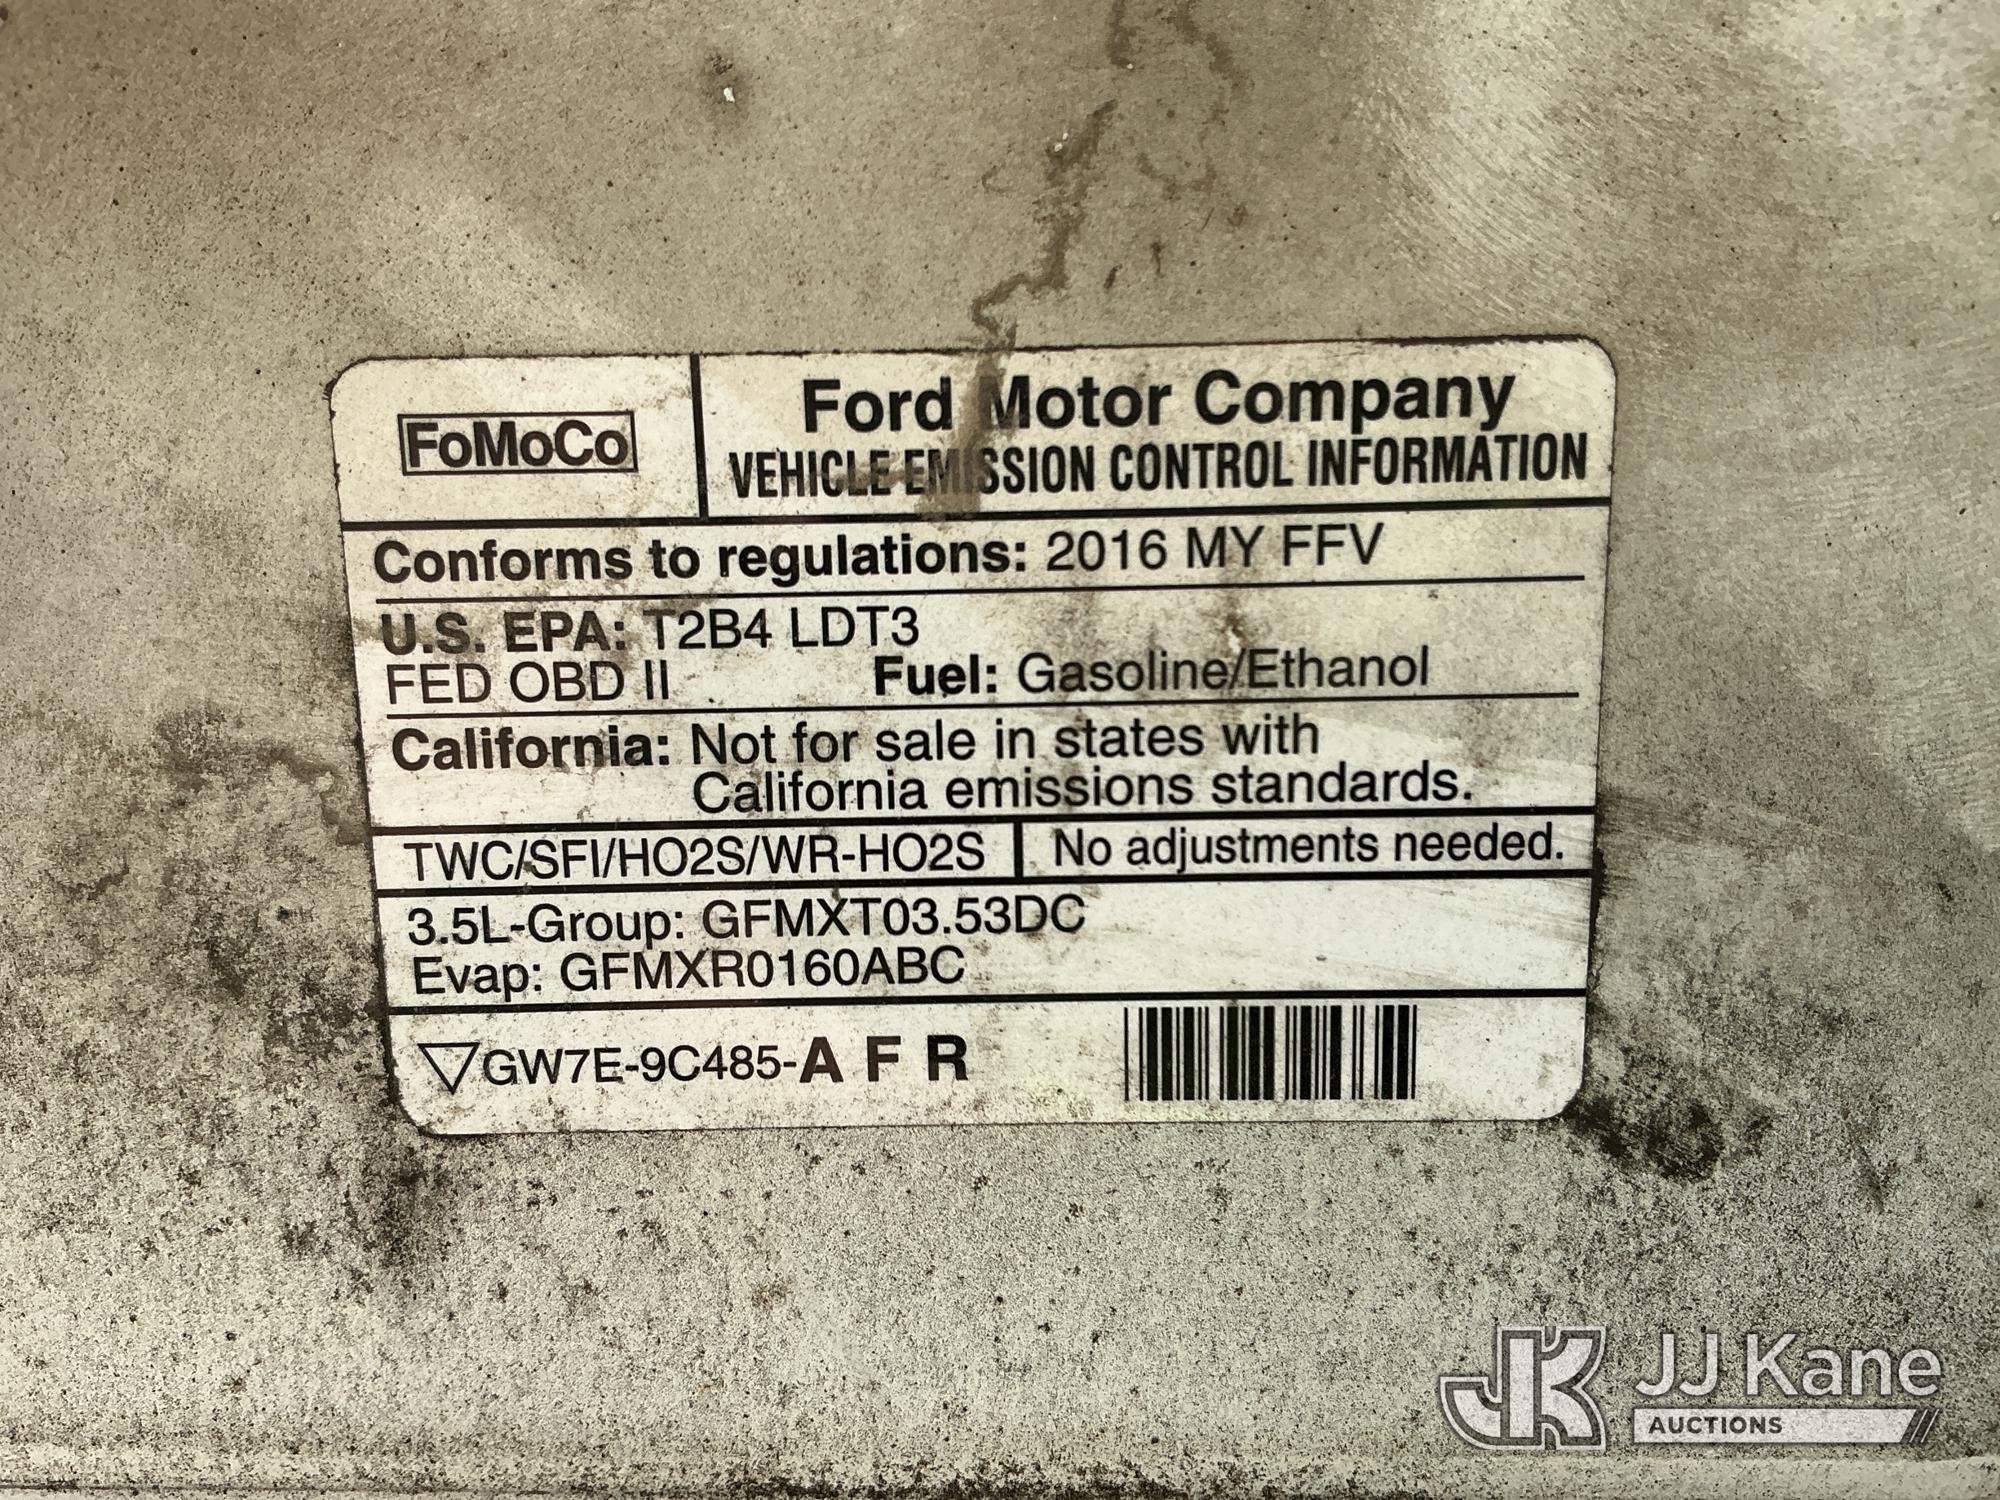 FoMoCo
Ford Motor Company
VEHICLE EMISSION CONTROL INFORMATION
Conforms to regulations: 2016 MY FFV
U.S. EPA: T2B4 LDT3
FED OBD II Fuel: Gasoline/Ethanol
California: Not for sale in states with
California emissions standards.
TWC/SFI/HO2S/WR-HO2S No adjustments needed.
3.5L-Group: GFMXT03.53DC
Evap: GFMXR0160ABC
▽GW7E-9C485-A F R
JK JJ Kane
AUCTIONS